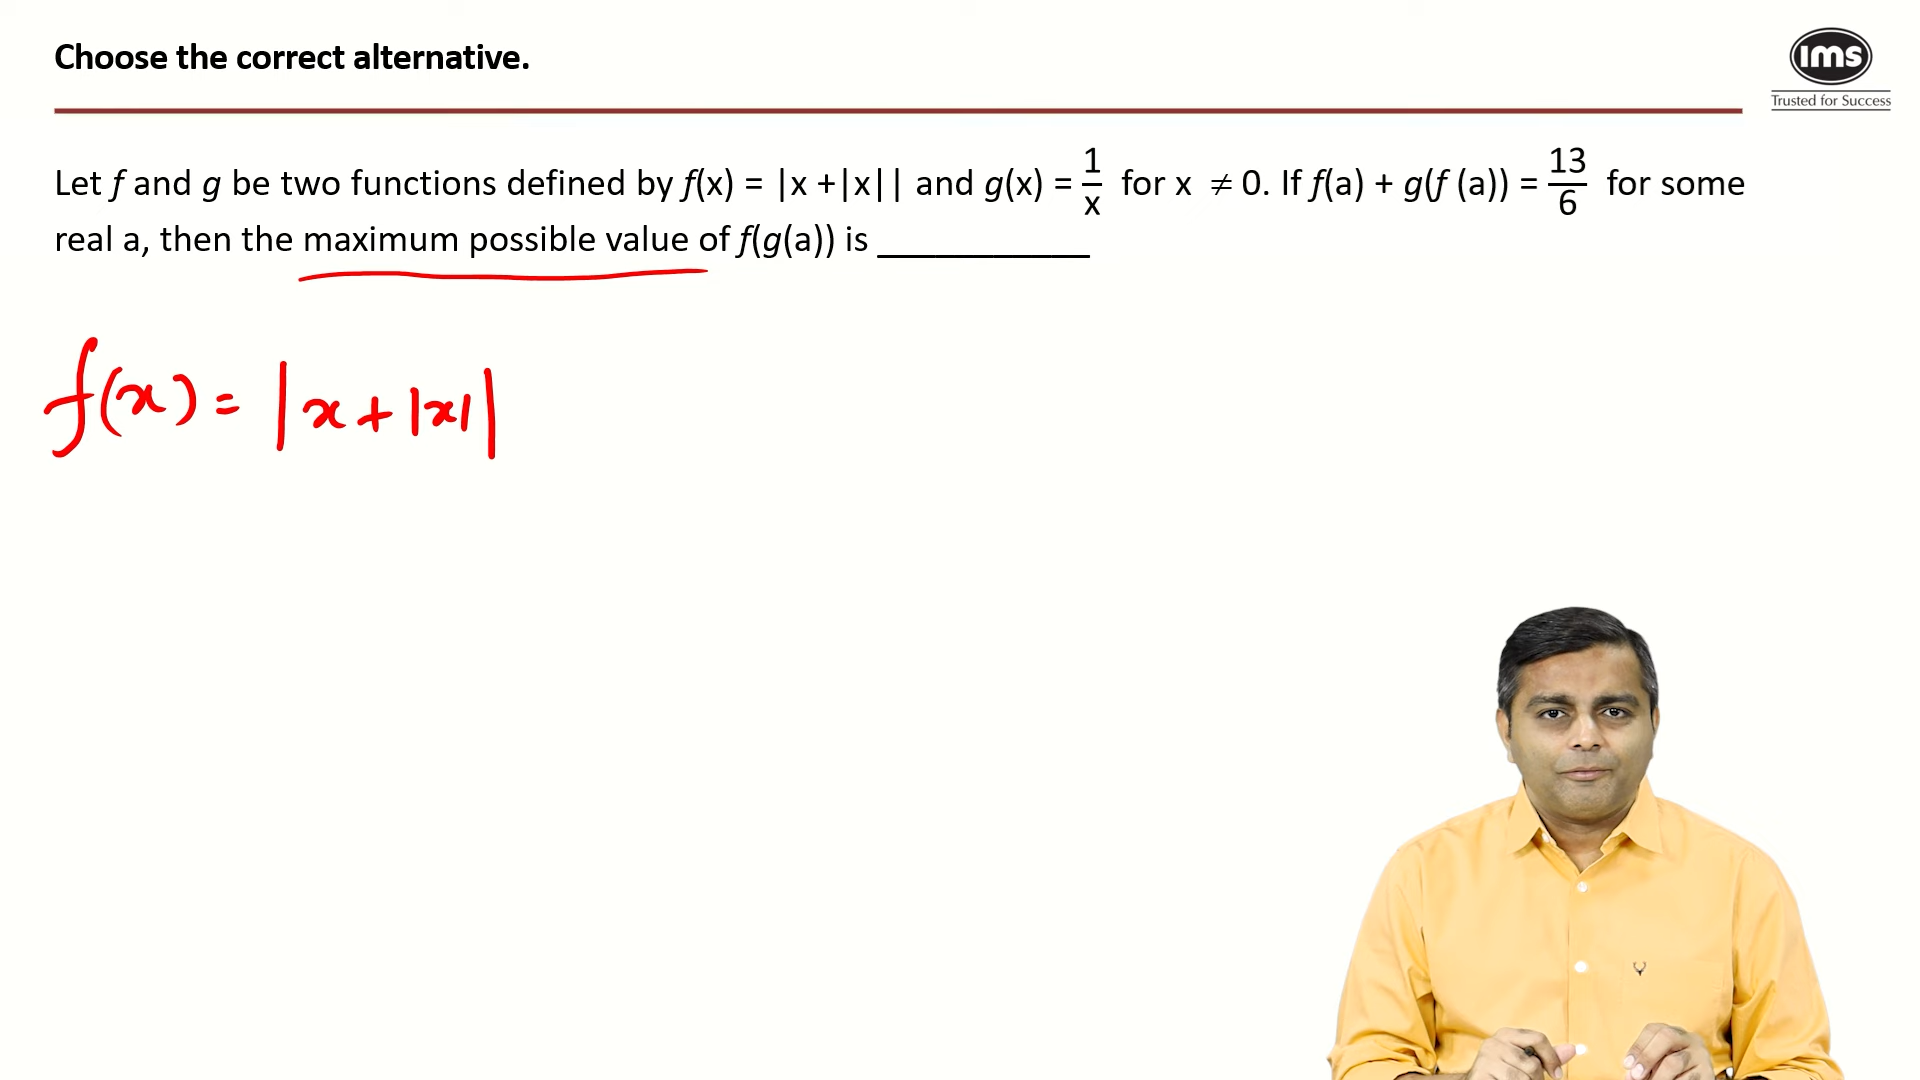 Choose the correct alternative.
ims
Trusted for Success
Let f and g be two functions defined by f(x) = |x +|x|| and g(x) = 1/x for x ≠ 0. If f(a) + g(f (a)) = 13/6 for some
real a, then the maximum possible value of f(g(a)) is ___________
f(x) = |x + |x||